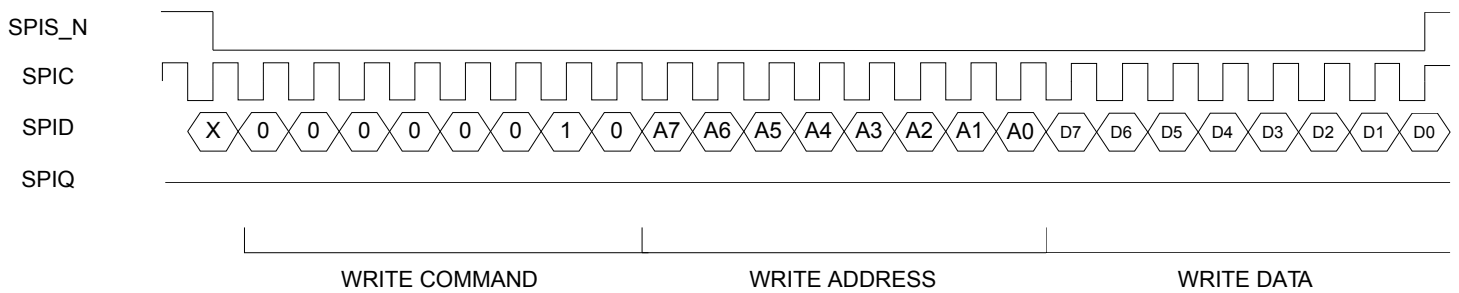 SPIS_N
SPIC
SPID X 0 0 0 0 0 0 1 0 A7 A6 A5 A4 A3 A2 A1 A0 D7 D6 D5 D4 D3 D2 D1 D0
SPIQ
WRITE COMMAND WRITE ADDRESS WRITE DATA